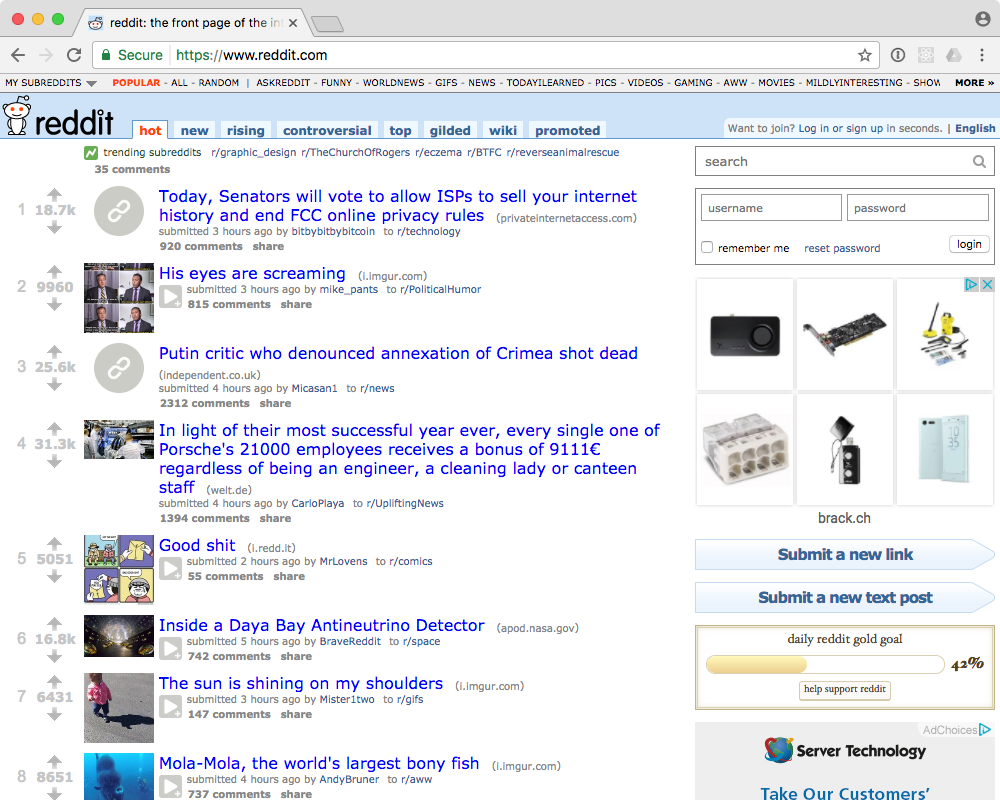 reddit: the front page of the in
Secure https://www.reddit.com
MY SUBREDDITS POPULAR - ALL - RANDOM | ASKREDDIT - FUNNY - WORLDNEWS - GIFS - NEWS - TODAYILEARNED - PICS - VIDEOS - GAMING - AWW - MOVIES - MILDLYINTERESTING - SHOW MORE »
reddit hot new rising controversial top gilded wiki promoted
Want to join? Log in or sign up in seconds. | English
trending subreddits r/graphic_design r/TheChurchOfRogers r/eczema r/BTFC r/reverseanimalrescue
35 comments
1 18.7k
Today, Senators will vote to allow ISPs to sell your internet
history and end FCC online privacy rules (privateinternetaccess.com)
submitted 3 hours ago by bitbybitbybitcoin to r/technology
920 comments share
2 9960
His eyes are screaming (i.imgur.com)
submitted 3 hours ago by mike_pants to r/PoliticalHumor
815 comments share
3 25.6k
Putin critic who denounced annexation of Crimea shot dead
(independent.co.uk)
submitted 4 hours ago by Micasan1 to r/news
2312 comments share
4 31.3k
In light of their most successful year ever, every single one of
Porsche's 21000 employees receives a bonus of 9111€
regardless of being an engineer, a cleaning lady or canteen
staff (welt.de)
submitted 4 hours ago by CarloPlaya to r/UpliftingNews
1394 comments share
5 5051
Good shit (i.redd.it)
submitted 2 hours ago by MrLovens to r/comics
55 comments share
6 16.8k
Inside a Daya Bay Antineutrino Detector (apod.nasa.gov)
submitted 5 hours ago by BraveReddit to r/space
742 comments share
7 6431
The sun is shining on my shoulders (i.imgur.com)
submitted 3 hours ago by Mister1two to r/gifs
147 comments share
8 8651
Mola-Mola, the world's largest bony fish (i.imgur.com)
submitted 4 hours ago by AndyBruner to r/aww
737 comments share
search
username password
remember me reset password login
brack.ch
Submit a new link
Submit a new text post
daily reddit gold goal
42%
help support reddit
AdChoices
Server Technology
Take Our Customers'